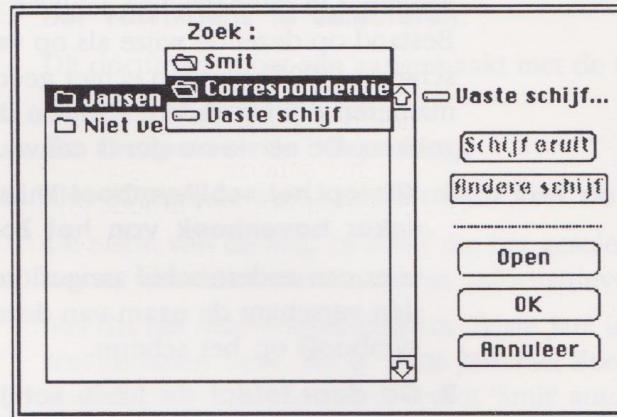 Zoek:
Smit
Correspondentie
Vaste schijf
Jansen
Niet ve
Vaste schijf...
Schijf eruit
Andere schijf
Open
OK
Annuleer